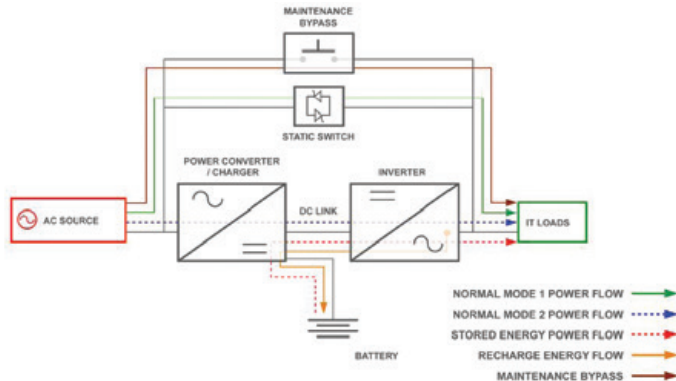 MAINTENANCE
BYPASS
STATIC SWITCH
POWER CONVERTER
/ CHARGER
INVERTER
AC SOURCE
DC LINK
IT LOADS
BATTERY
NORMAL MODE 1 POWER FLOW
NORMAL MODE 2 POWER FLOW
STORED ENERGY POWER FLOW
RECHARGE ENERGY FLOW
MAINTENANCE BYPASS